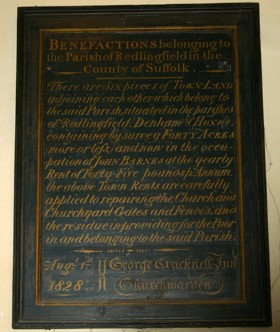 BENEFACTIONS belonging to
the Parish of Redlingfield in the
County of Suffolk.
There are Six pieces of TOWN LAND
adjoining each other which belong to
the said Parish, situated in the parishes
of Redlingfield, Denham & Hoxne,
containing by survey FORTY ACRES
more or less; and now in the occu-
pation of JOHN BARNES at the yearly
Rent of Forty-Five pounds p. Annum.
the above Town Rents are carefully
applied to repairing the Church and
Churchyard Gates and Fences, and
the residue in providing for the Poor
in and belonging to the said Parish.
Augt. 1st. George Cracknell Junr.
1828. Churchwarden